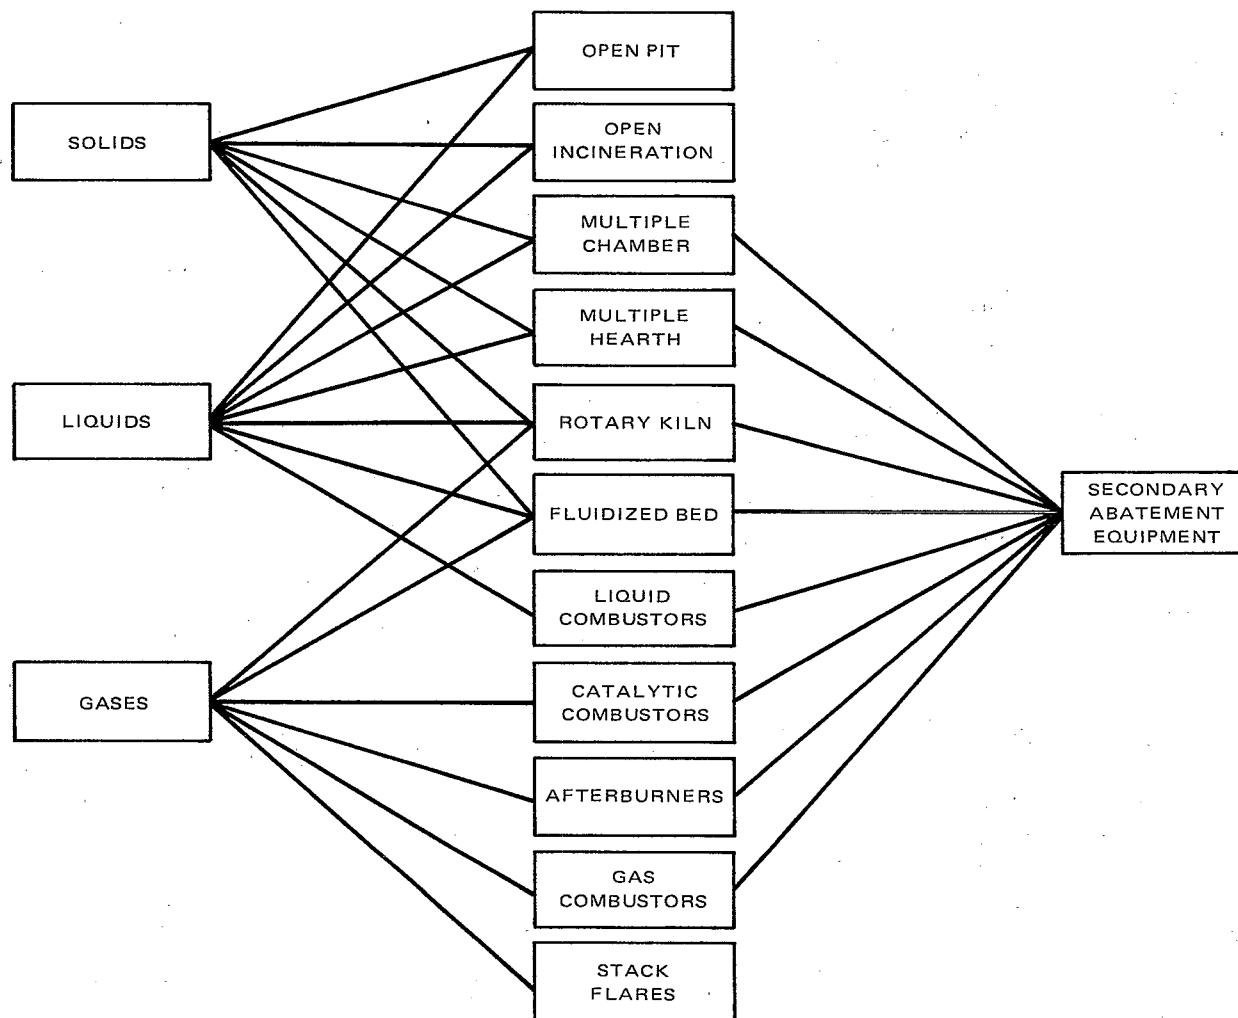 SOLIDS
LIQUIDS
GASES
OPEN PIT
OPEN
INCINERATION
MULTIPLE
CHAMBER
MULTIPLE
HEARTH
ROTARY KILN
FLUIDIZED BED
LIQUID
COMBUSTORS
CATALYTIC
COMBUSTORS
AFTERBURNERS
GAS
COMBUSTORS
STACK
FLARES
SECONDARY
ABATEMENT
EQUIPMENT